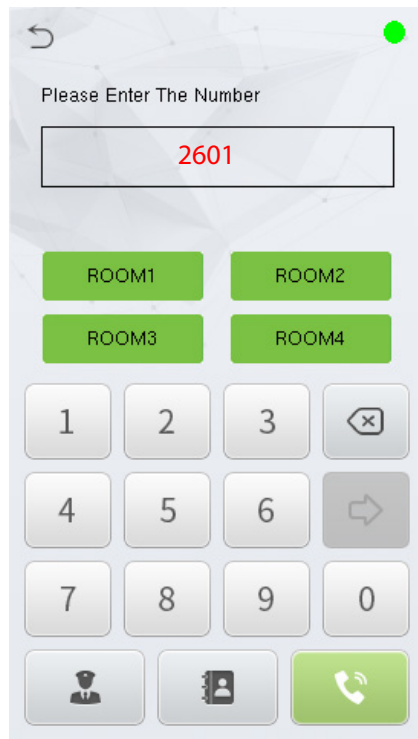 Please Enter The Number
2601
ROOM1 ROOM2
ROOM3 ROOM4
1 2 3
4 5 6
7 8 9 0